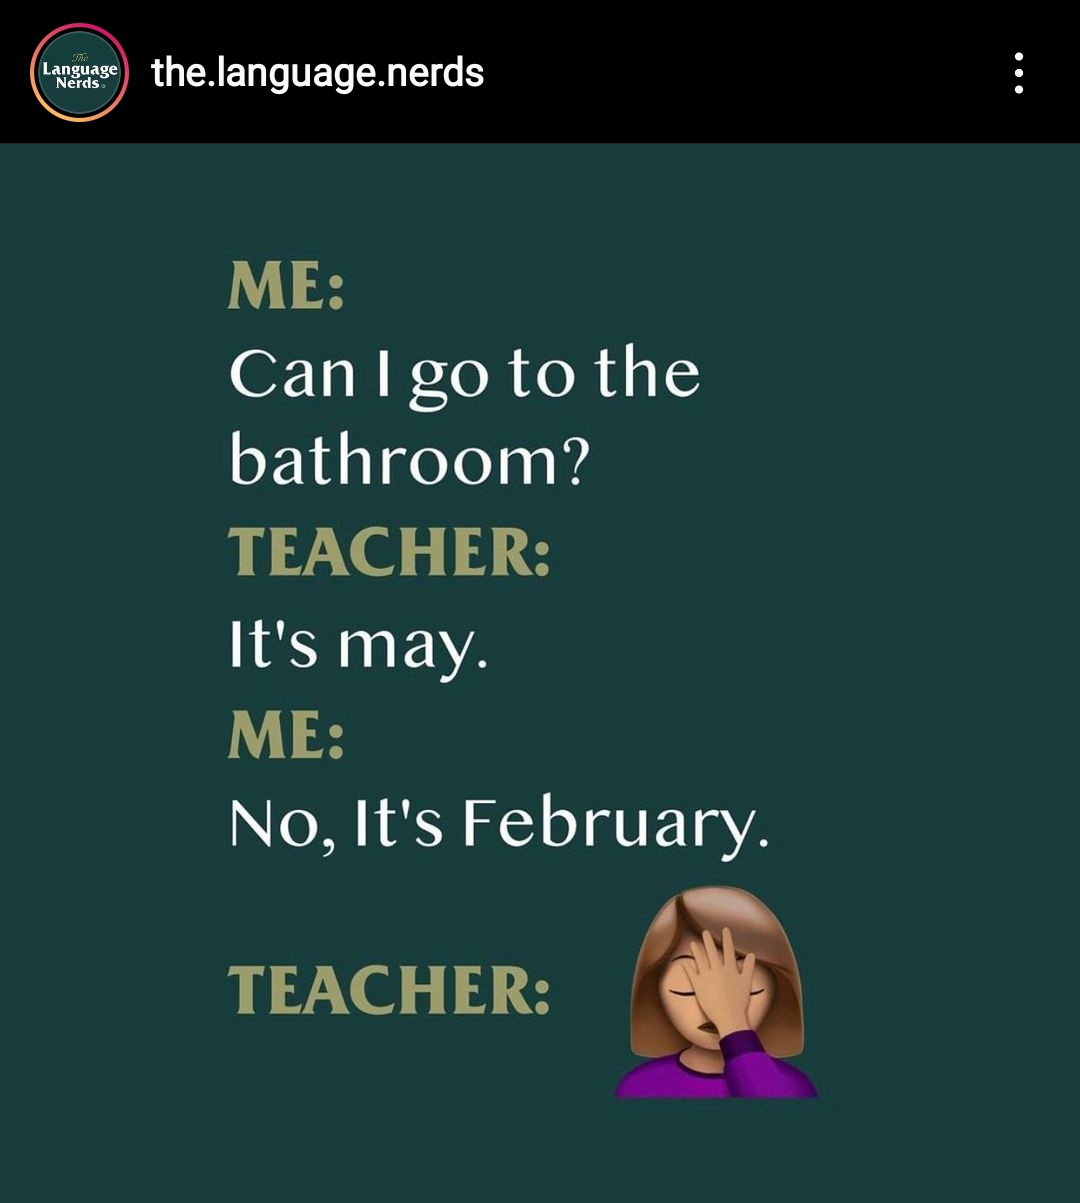 The
Language
Nerds
the.language.nerds
ME:
Can I go to the
bathroom?
TEACHER:
It's may.
ME:
No, It's February.
TEACHER: